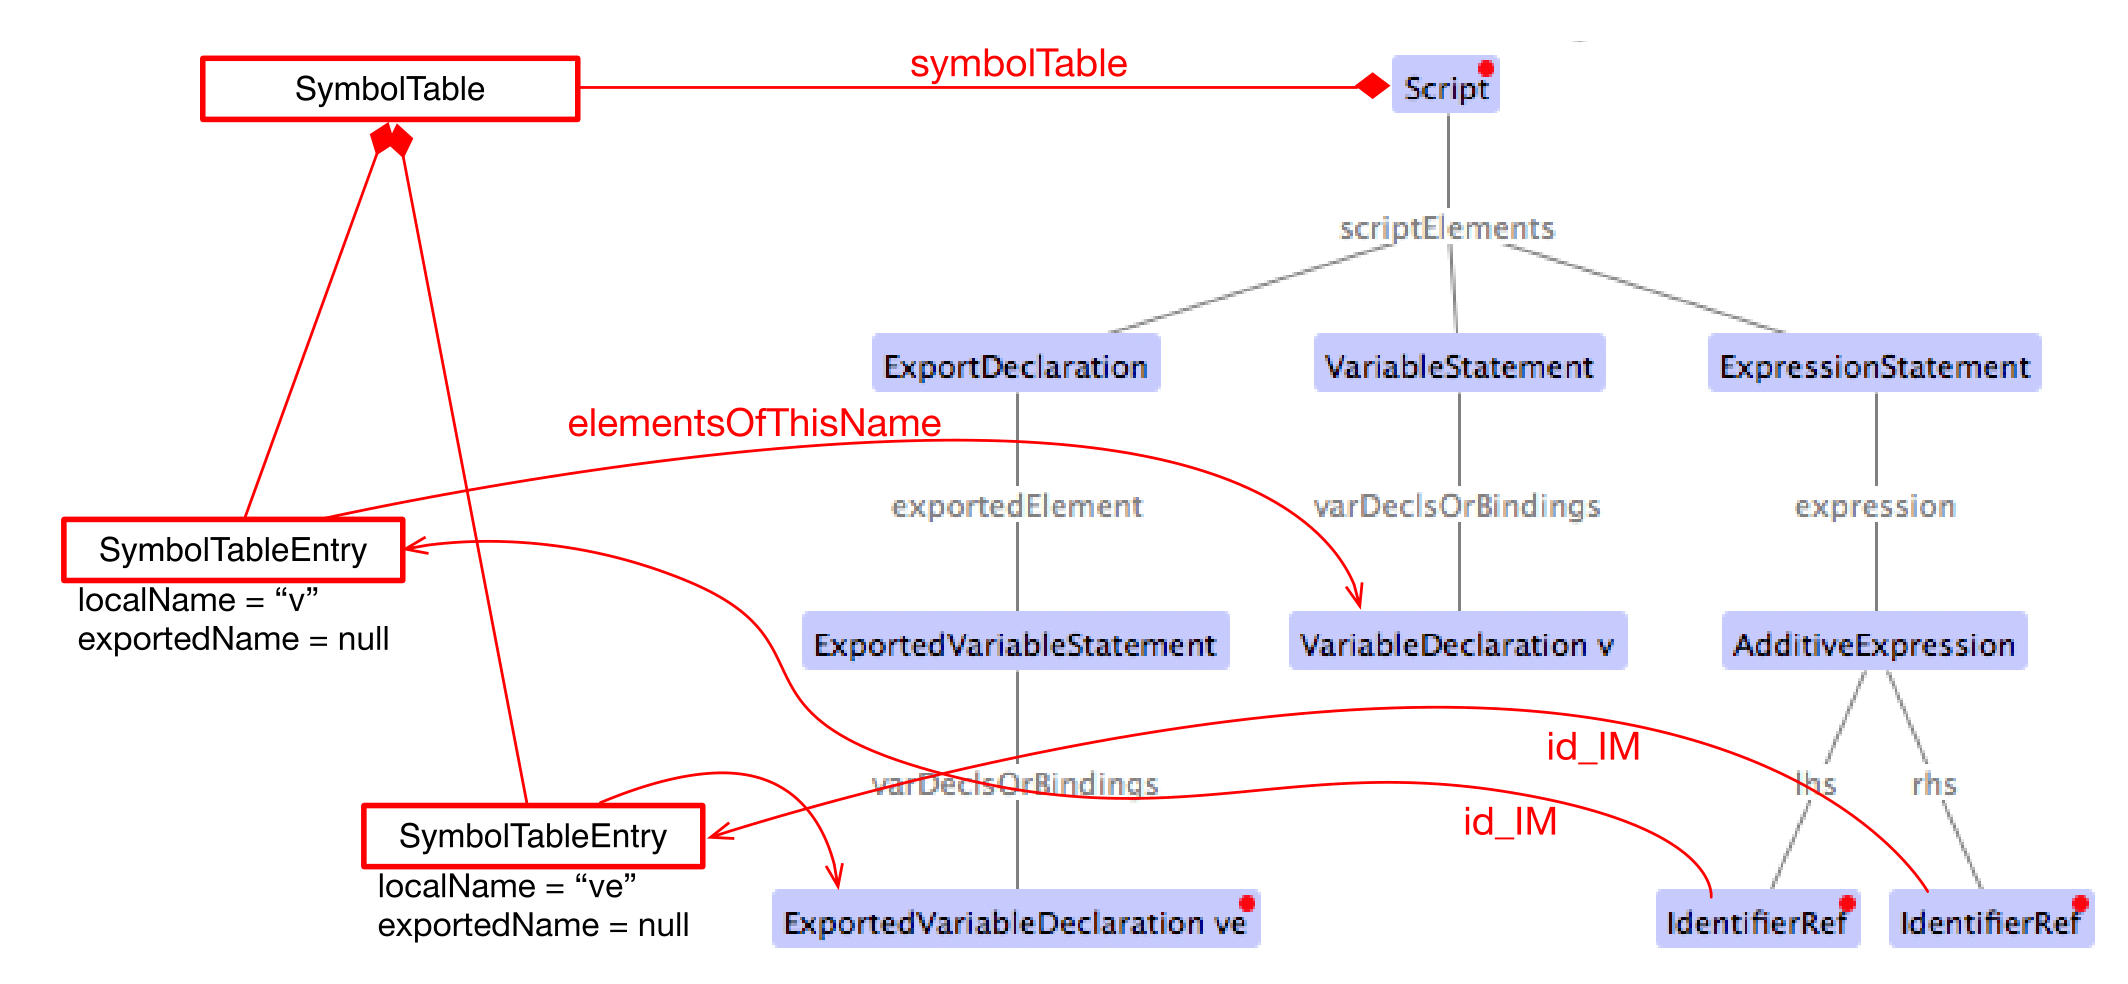 SymbolTable
symbolTable
Script
scriptElements
ExportDeclaration
VariableStatement
ExpressionStatement
elementsOfThisName
exportedElement
varDeclsOrBindings
expression
SymbolTableEntry
localName = “v”
exportedName = null
ExportedVariableStatement
VariableDeclaration v
AdditiveExpression
id_IM
varDeclsOrBindings
lhs
rhs
id_IM
SymbolTableEntry
localName = “ve”
exportedName = null
ExportedVariableDeclaration ve
IdentifierRef
IdentifierRef